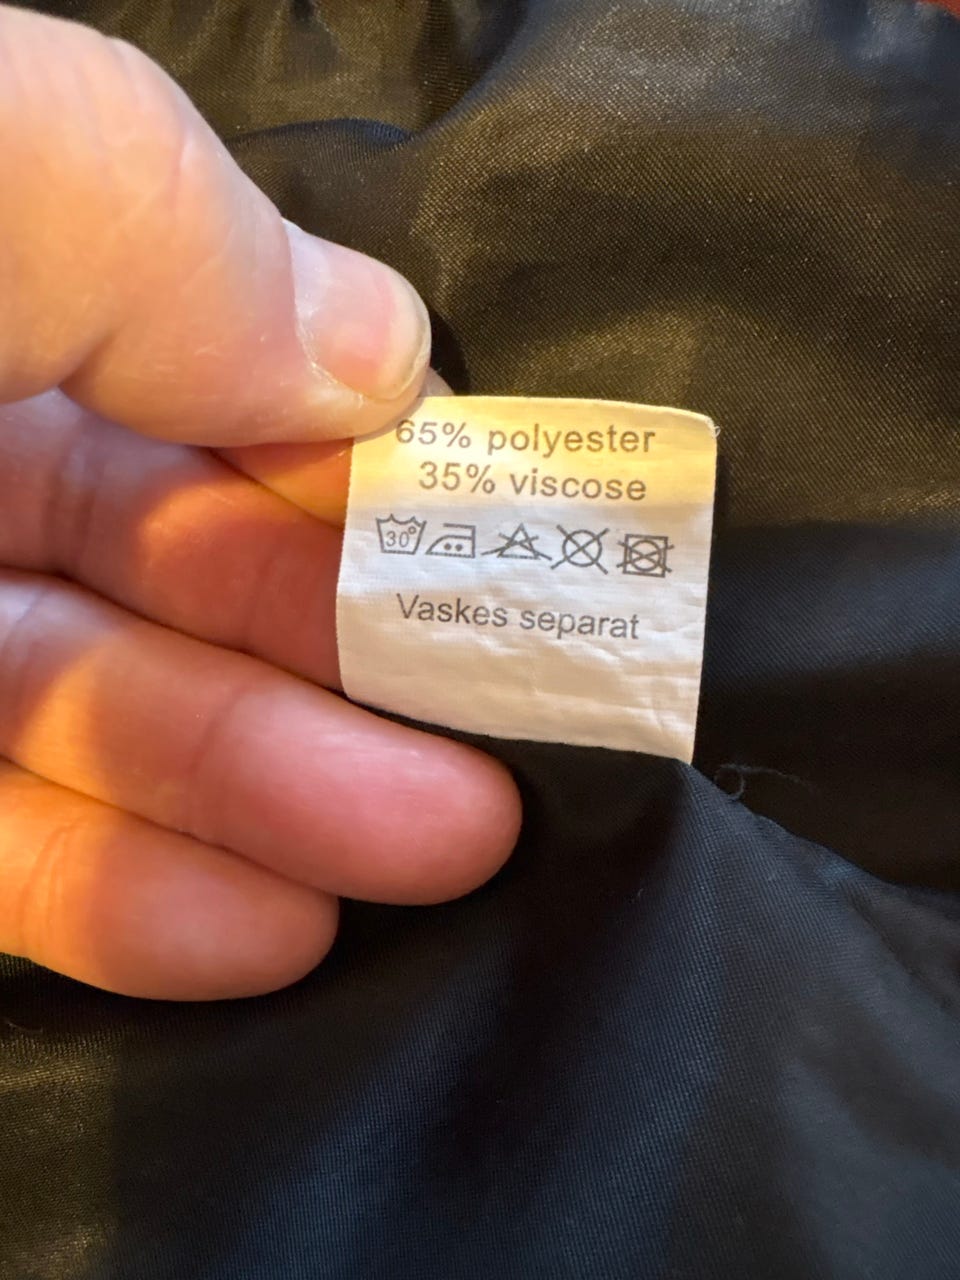 65% polyester
35% viscose
30°
Vaskes separat